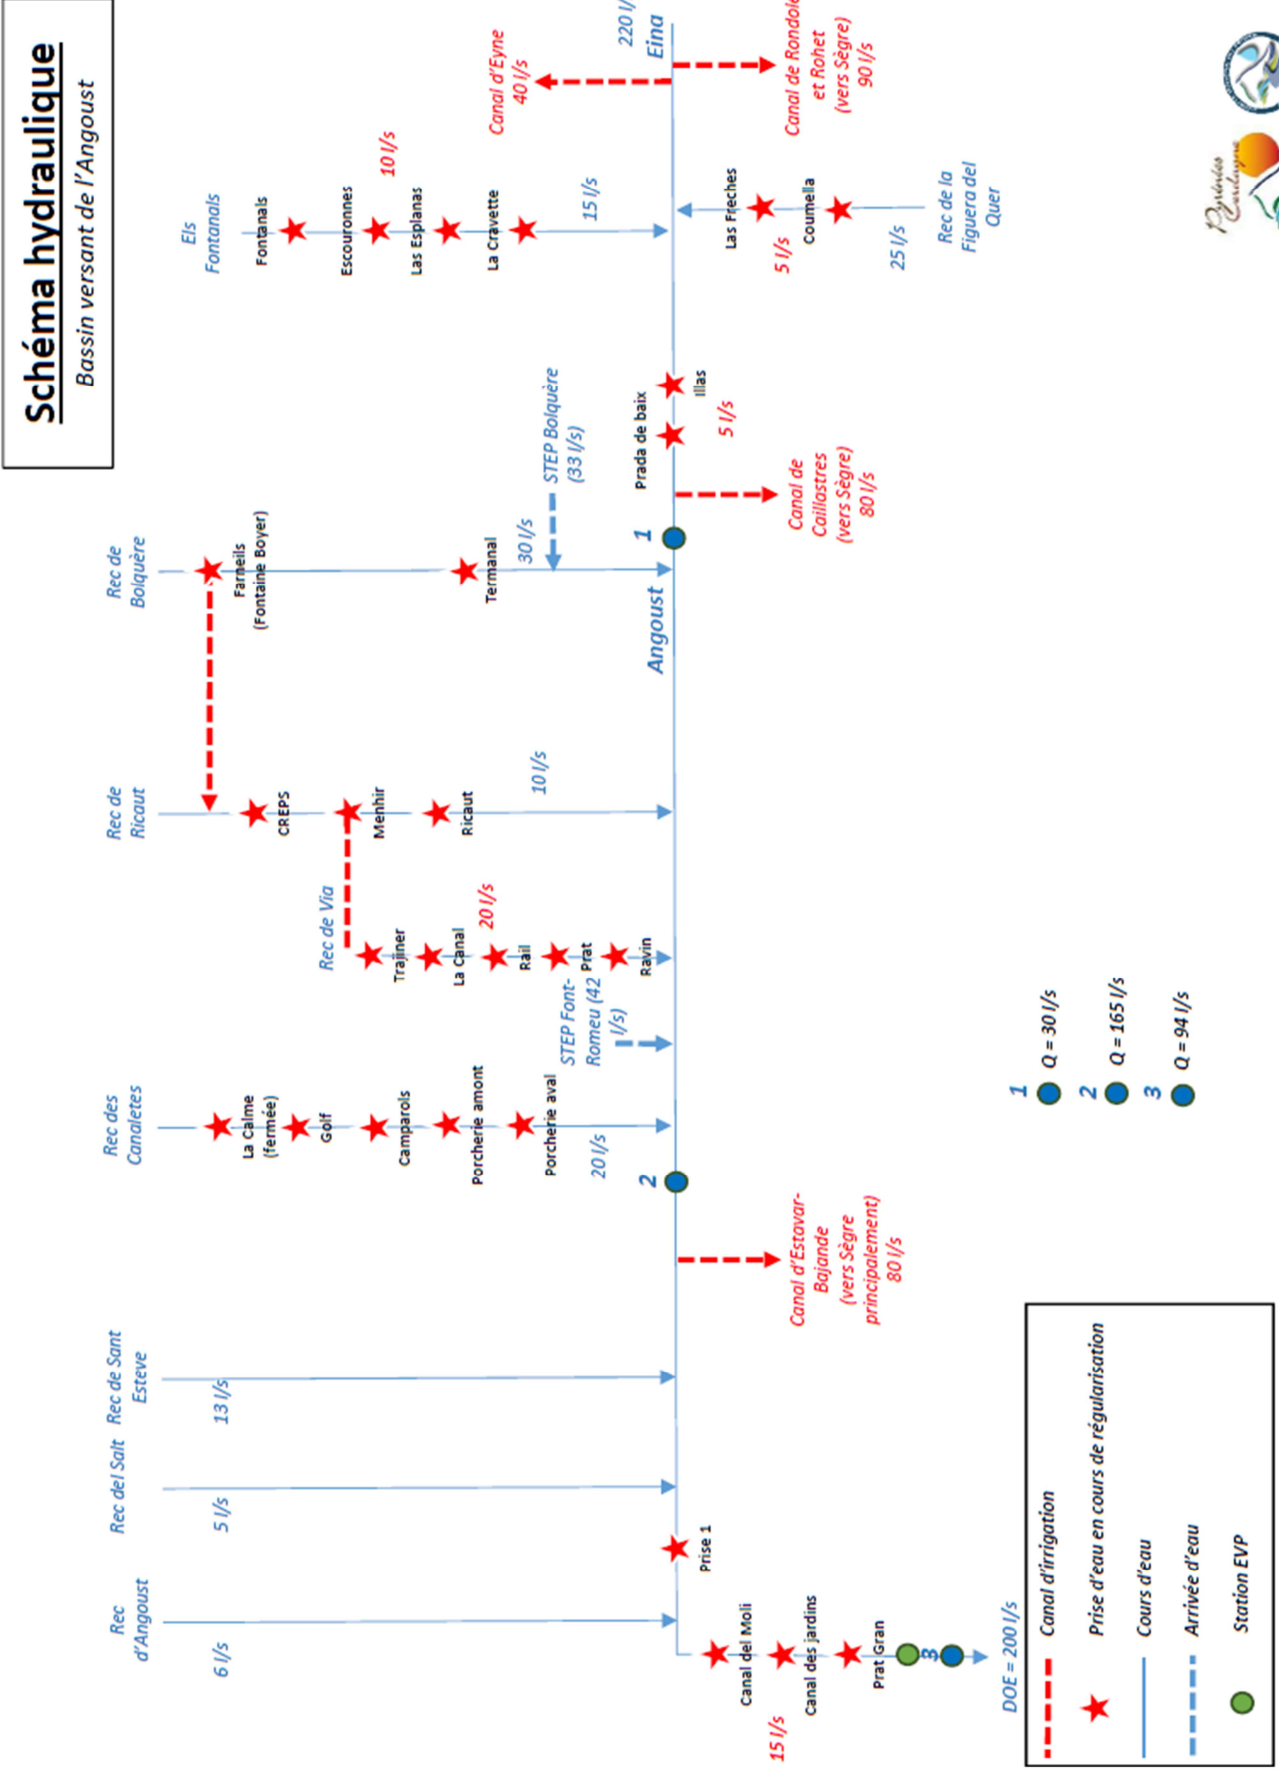 Schéma hydraulique
Bassin versant de l'Angoust
Rec
d'Angoust
6 l/s
Rec del Salt
5 l/s
Rec de Sant
Esteve
13 l/s
Rec des
Canaletes
La Calme
(fermée)
Golf
Camparols
Porcherie amont
Porcherie aval
20 l/s
STEP Font-
Romeu (42
l/s)
Rec de Via
Trajiner
La Canal
20 l/s
Rail
Prat
Ravin
Rec de
Ricaut
CREPS
Menhir
Ricaut
10 l/s
Rec de
Bolquère
Farneils
(Fontaine Boyer)
Termanal
30 l/s
STEP Bolquère
(33 l/s)
Els
Fontanals
Fontanals
Escouronnes
10 l/s
Las Esplanas
La Cravette
15 l/s
Canal d'Eyne
40 l/s
220 l/
Eina
Canal de Rondole
et Rohet
(vers Sègre)
90 l/s
Las Freches
5 l/s
Coumella
25 l/s
Rec de la
Figuera del
Quer
Illas
Prada de baix
5 l/s
Canal de
Caillastres
(vers Sègre)
80 l/s
1
Angoust
2
Canal d'Estavar-
Bajande
(vers Sègre
principalement)
80 l/s
Prise 1
Canal del Moli
Canal des jardins
15 l/s
Prat Gran
3
DOE = 200 l/s
1
Q = 30 l/s
2
Q = 165 l/s
3
Q = 94 l/s
Canal d'irrigation
Prise d'eau en cours de régularisation
Cours d'eau
Arrivée d'eau
Station EVP
Pyrénées
Cerdagne